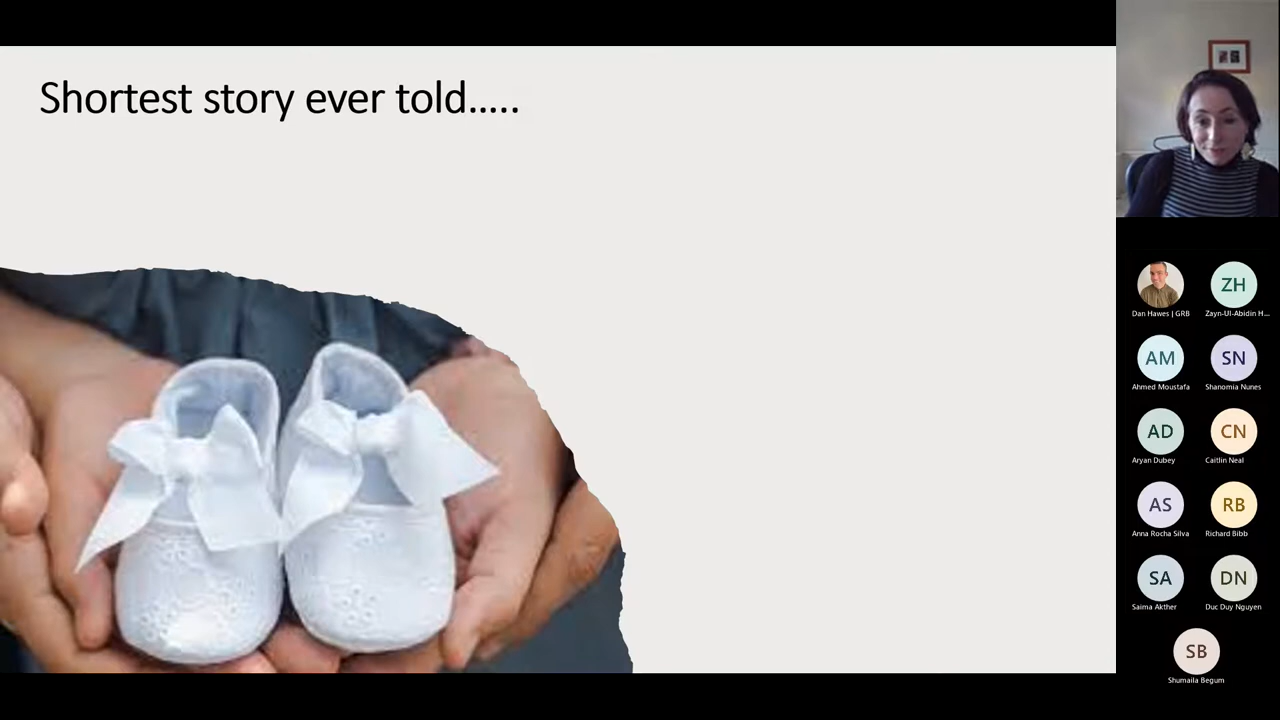 Shortest story ever told.....
Dan Hawes | GRB
ZH
Zayn-Ul-Abidin H...
AM
Ahmed Moustafa
SN
Shanomia Nunes
AD
Aryan Dubey
CN
Caitlin Neal
AS
Anna Rocha Silva
RB
Richard Bibb
SA
Saima Akther
DN
Duc Duy Nguyen
SB
Shumaila Begum